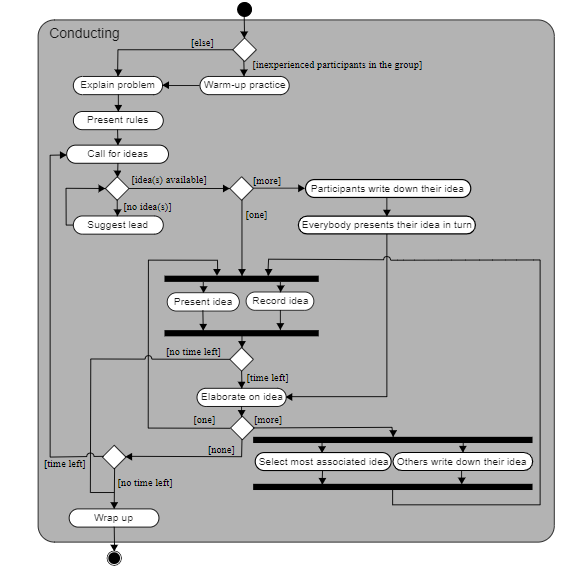 Conducting
[else]
[inexperienced participants in the group]
Explain problem
Warm-up practice
Present rules
Call for ideas
[idea(s) available]
[more]
Participants write down their idea
[no idea(s)]
[one]
Suggest lead
Everybody presents their idea in turn
Present idea
Record idea
[no time left]
[time left]
Elaborate on idea
[one]
[more]
[none]
[time left]
Select most associated idea
Others write down their idea
[no time left]
Wrap up